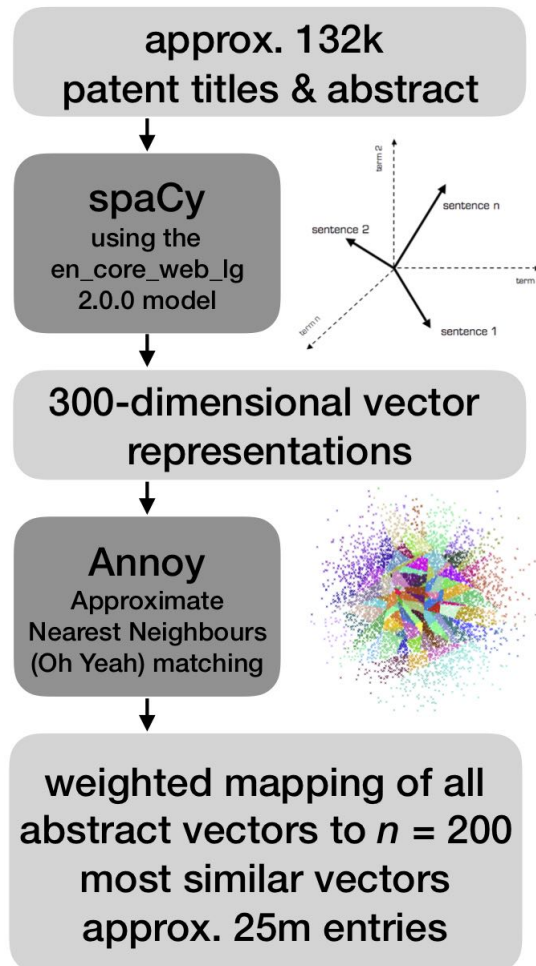 approx. 132k
patent titles & abstract
spaCy
using the
en_core_web_lg
2.0.0 model
term 2
sentence n
sentence 2
term
term n
sentence 1
300-dimensional vector
representations
Annoy
Approximate
Nearest Neighbours
(Oh Yeah) matching
weighted mapping of all
abstract vectors to n = 200
most similar vectors
approx. 25m entries